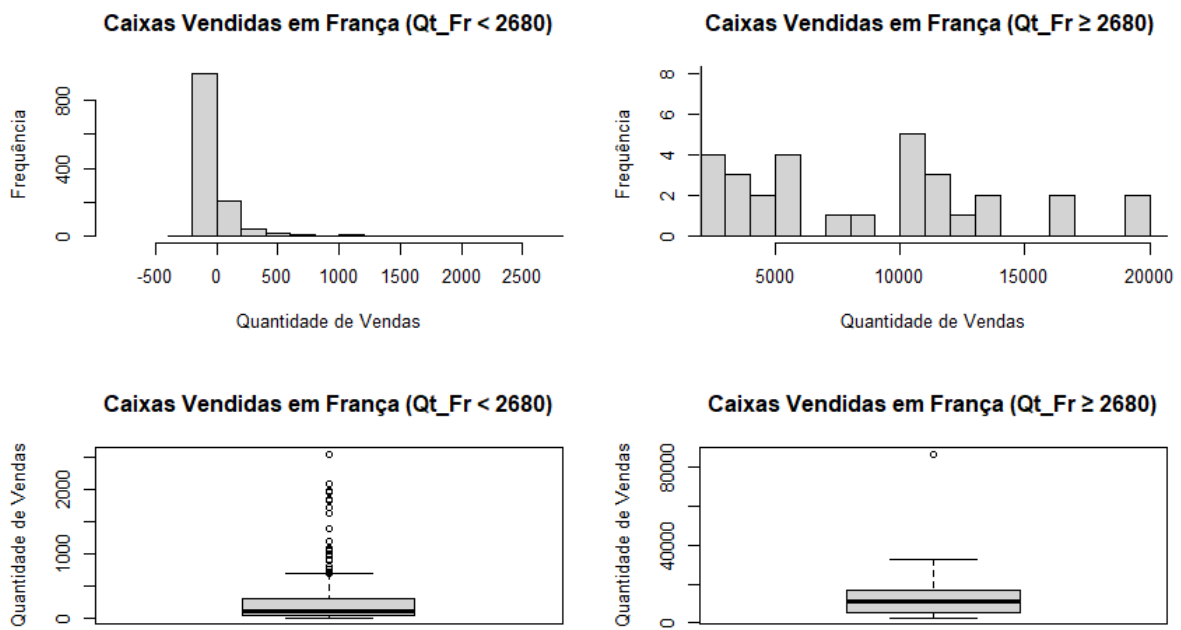 Caixas Vendidas em França (Qt_Fr < 2680)
Frequência
800
400
0
-500 0 500 1000 1500 2000 2500
Quantidade de Vendas
Caixas Vendidas em França (Qt_Fr ≥ 2680)
Frequência
8
6
4
2
0
5000 10000 15000 20000
Quantidade de Vendas
Caixas Vendidas em França (Qt_Fr < 2680)
Quantidade de Vendas
2000
1000
0
Caixas Vendidas em França (Qt_Fr ≥ 2680)
Quantidade de Vendas
80000
40000
0